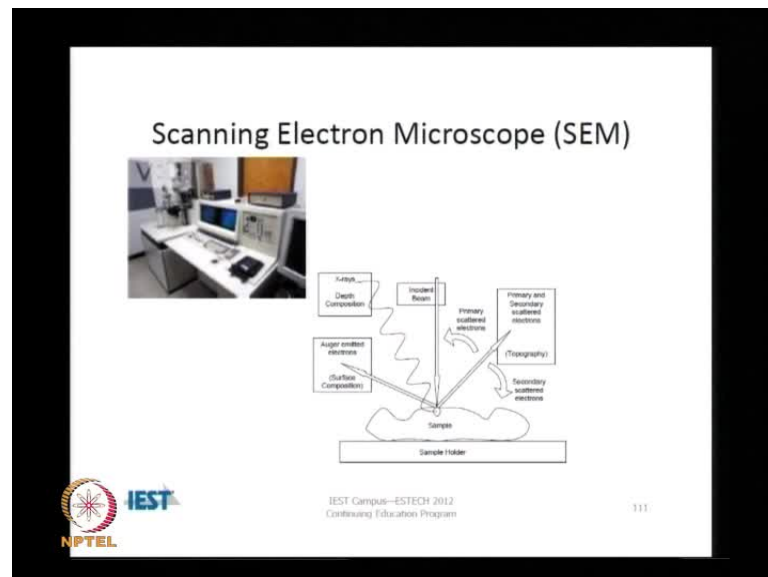 Scanning Electron Microscope (SEM)
X-rays
Depth
Composition
Incident
Beam
Primary
scattered
electrons
Primary and
Secondary
scattered
electrons
(Topography)
Auger emitted
electrons
(Surface
Composition)
Secondary
scattered
electrons
Sample
Sample Holder
NPTEL
IEST
IEST Campus—ESTECH 2012
Continuing Education Program
111